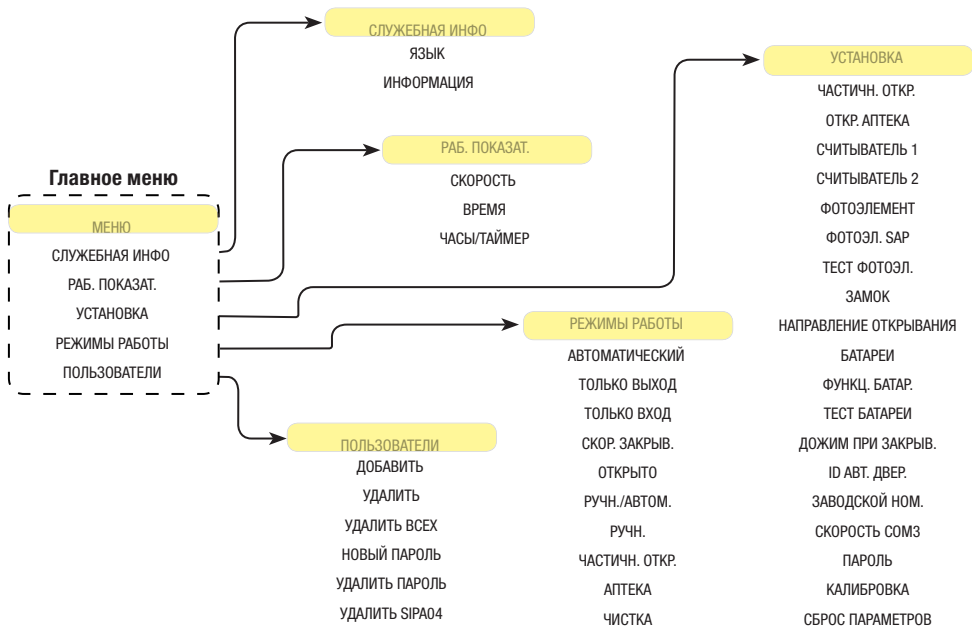 Главное меню
МЕНЮ
СЛУЖЕБНАЯ ИНФО
РАБ. ПОКАЗАТ.
УСТАНОВКА
РЕЖИМЫ РАБОТЫ
ПОЛЬЗОВАТЕЛИ
СЛУЖЕБНАЯ ИНФО
ЯЗЫК
ИНФОРМАЦИЯ
РАБ. ПОКАЗАТ.
СКОРОСТЬ
ВРЕМЯ
ЧАСЫ/ТАЙМЕР
УСТАНОВКА
ЧАСТИЧН. ОТКР.
ОТКР. АПТЕКА
СЧИТЫВАТЕЛЬ 1
СЧИТЫВАТЕЛЬ 2
ФОТОЭЛЕМЕНТ
ФОТОЭЛ. SAP
ТЕСТ ФОТОЭЛ.
ЗАМОК
НАПРАВЛЕНИЕ ОТКРЫВАНИЯ
БАТАРЕИ
ФУНКЦ. БАТАР.
ТЕСТ БАТАРЕИ
ДОЖИМ ПРИ ЗАКРЫВ.
ID АВТ. ДВЕР.
ЗАВОДСКОЙ НОМ.
СКОРОСТЬ COM3
ПАРОЛЬ
КАЛИБРОВКА
СБРОС ПАРАМЕТРОВ
РЕЖИМЫ РАБОТЫ
АВТОМАТИЧЕСКИЙ
ТОЛЬКО ВЫХОД
ТОЛЬКО ВХОД
СКОР. ЗАКРЫВ.
ОТКРЫТО
РУЧН./АВТОМ.
РУЧН.
ЧАСТИЧН. ОТКР.
АПТЕКА
ЧИСТКА
ПОЛЬЗОВАТЕЛИ
ДОБАВИТЬ
УДАЛИТЬ
УДАЛИТЬ ВСЕХ
НОВЫЙ ПАРОЛЬ
УДАЛИТЬ ПАРОЛЬ
УДАЛИТЬ SIPA04